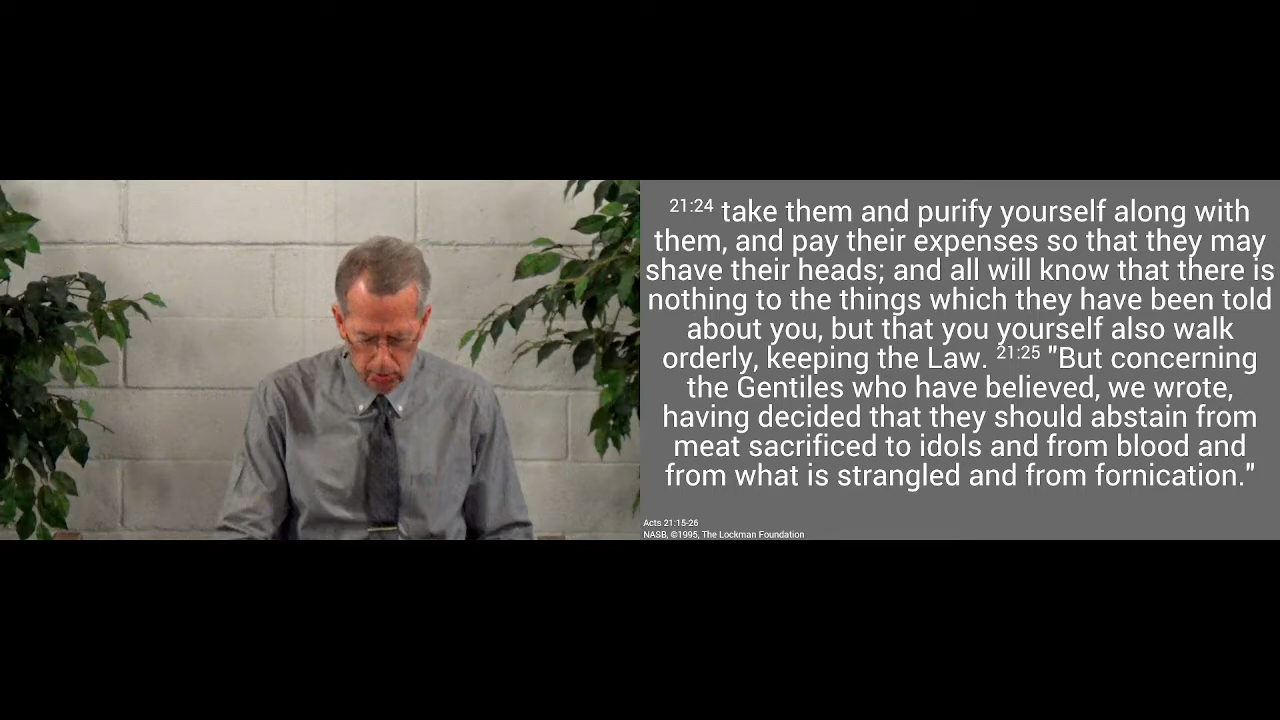 21:24 take them and purify yourself along with
them, and pay their expenses so that they may
shave their heads; and all will know that there is
nothing to the things which they have been told
about you, but that you yourself also walk
orderly, keeping the Law. 21:25 "But concerning
the Gentiles who have believed, we wrote,
having decided that they should abstain from
meat sacrificed to idols and from blood and
from what is strangled and from fornication."
Acts 21:15-26
NASB, ©1995, The Lockman Foundation